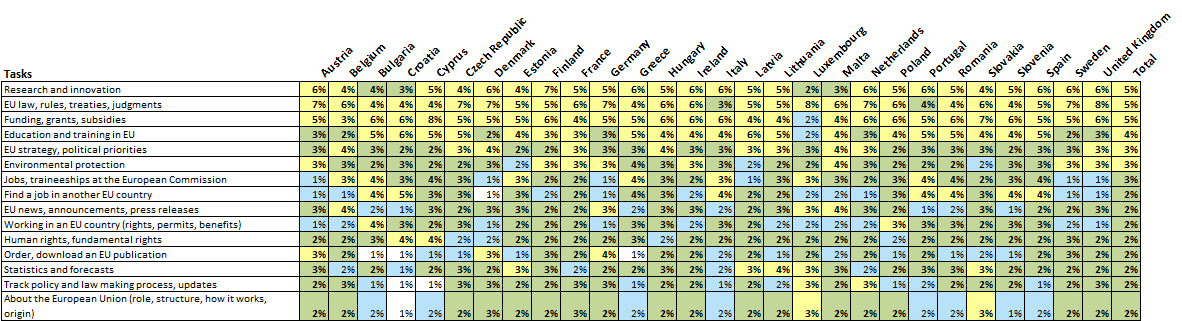 Austria Belgium Bulgaria Croatia Cyprus Czech Republic Denmark Estonia Finland France Germany Greece Hungary Ireland Italy Latvia Lithuania Luxembourg Malta Netherlands Poland Portugal Romania Slovakia Slovenia Spain Sweden United Kingdom Total
Tasks
Research and innovation 6% 4% 4% 3% 5% 4% 6% 4% 7% 5% 5% 6% 5% 6% 6% 5% 5% 2% 3% 6% 5% 6% 5% 4% 5% 6% 6% 6% 5%
EU law, rules, treaties, judgments 7% 6% 4% 4% 4% 7% 7% 5% 5% 6% 7% 4% 6% 6% 3% 5% 5% 8% 6% 7% 6% 4% 4% 6% 4% 5% 7% 8% 5%
Funding, grants, subsidies 5% 3% 6% 6% 8% 5% 5% 5% 6% 4% 5% 5% 6% 5% 5% 4% 4% 2% 4% 4% 6% 5% 6% 7% 6% 5% 5% 5% 5%
Education and training in EU 3% 2% 5% 6% 5% 5% 2% 4% 3% 3% 3% 5% 4% 4% 4% 6% 5% 2% 4% 3% 4% 5% 5% 4% 4% 5% 2% 3% 4%
EU strategy, political priorities 3% 4% 3% 2% 2% 3% 4% 2% 2% 3% 3% 3% 4% 3% 3% 3% 3% 4% 3% 2% 3% 3% 3% 2% 3% 2% 3% 3% 3%
Environmental protection 3% 3% 2% 3% 2% 2% 3% 2% 3% 3% 3% 4% 3% 3% 3% 2% 2% 3% 4% 3% 2% 2% 2% 2% 3% 3% 3% 3% 3%
Jobs, traineeships at the European Commission 1% 3% 4% 3% 4% 3% 1% 3% 2% 2% 1% 4% 3% 2% 3% 1% 3% 3% 3% 2% 3% 4% 4% 2% 3% 4% 1% 1% 3%
Find a job in another EU country 1% 1% 4% 5% 3% 3% 1% 3% 2% 2% 1% 3% 3% 2% 4% 2% 2% 2% 2% 1% 3% 4% 4% 3% 4% 4% 1% 1% 2%
EU news, announcements, press releases 3% 4% 2% 1% 3% 2% 3% 3% 2% 2% 3% 2% 3% 3% 2% 3% 2% 3% 4% 3% 2% 1% 2% 3% 1% 2% 3% 2% 2%
Working in an EU country (rights, permits, benefits) 1% 2% 4% 3% 2% 3% 1% 2% 2% 2% 1% 3% 3% 2% 3% 2% 2% 2% 2% 2% 3% 3% 3% 2% 3% 3% 2% 1% 2%
Human rights, fundamental rights 2% 2% 3% 4% 4% 2% 2% 2% 2% 2% 2% 3% 2% 2% 2% 2% 2% 2% 2% 2% 2% 2% 2% 2% 2% 3% 2% 2% 2%
Order, download an EU publication 3% 2% 1% 1% 1% 1% 3% 1% 3% 2% 4% 1% 2% 2% 2% 2% 1% 2% 2% 2% 1% 2% 1% 1% 2% 1% 2% 2% 2%
Statistics and forecasts 3% 2% 2% 1% 2% 3% 2% 3% 3% 2% 2% 2% 2% 2% 2% 3% 4% 3% 2% 2% 2% 3% 3% 3% 2% 2% 2% 2% 2%
Track policy and law making process, updates 2% 3% 1% 1% 1% 3% 3% 2% 2% 3% 3% 1% 2% 2% 1% 2% 2% 3% 2% 3% 1% 2% 2% 2% 2% 1% 2% 2% 2%
About the European Union (role, structure, how it works,
origin) 2% 2% 2% 1% 2% 2% 3% 2% 2% 3% 2% 2% 2% 2% 2% 2% 2% 3% 2% 2% 2% 2% 2% 3% 1% 2% 2% 2% 2%